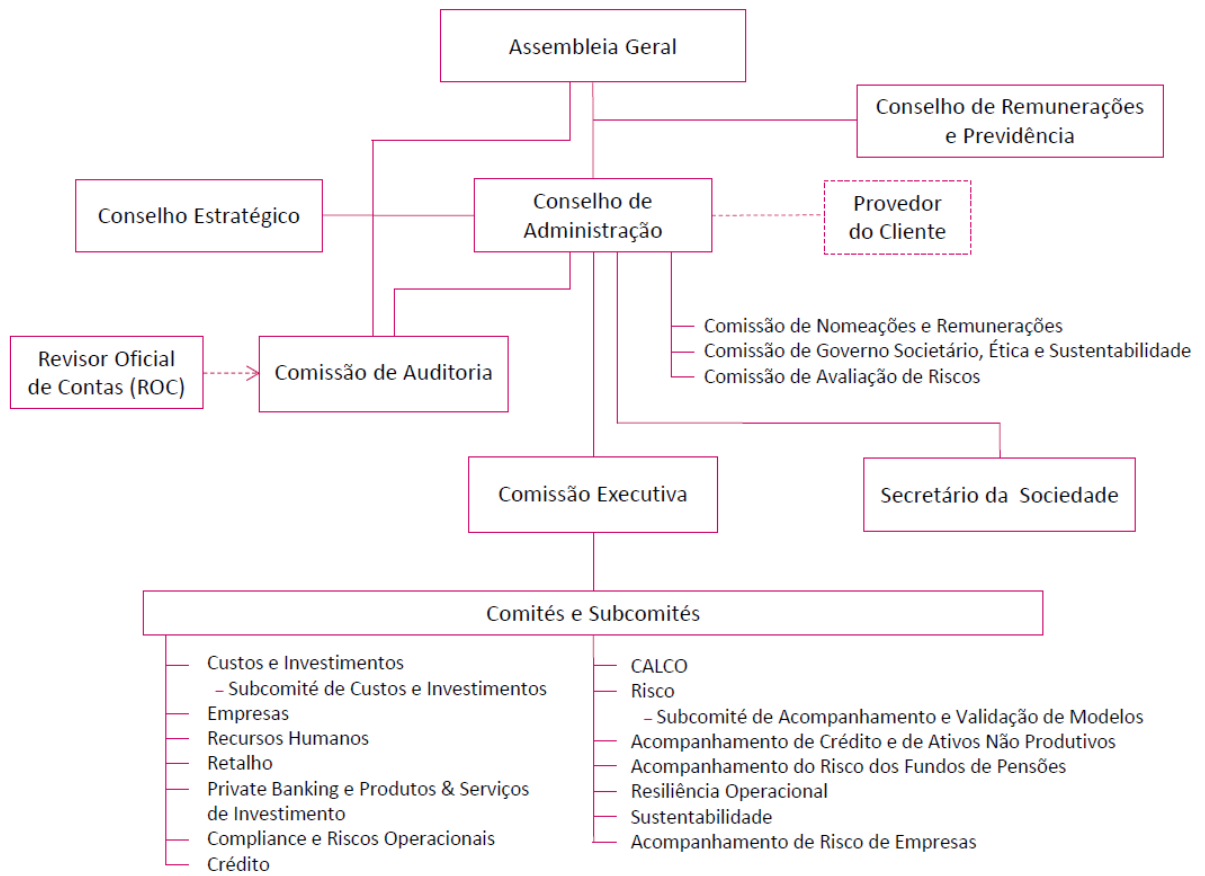 Assembleia Geral
Conselho de Remunerações
e Previdência
Conselho Estratégico
Conselho de
Administração
Provedor
do Cliente
Revisor Oficial
de Contas (ROC)
Comissão de Auditoria
Comissão de Nomeações e Remunerações
Comissão de Governo Societário, Ética e Sustentabilidade
Comissão de Avaliação de Riscos
Comissão Executiva
Secretário da Sociedade
Comités e Subcomités
Custos e Investimentos
– Subcomité de Custos e Investimentos
Empresas
Recursos Humanos
Retalho
Private Banking e Produtos & Serviços
de Investimento
Compliance e Riscos Operacionais
Crédito
CALCO
Risco
– Subcomité de Acompanhamento e Validação de Modelos
Acompanhamento de Crédito e de Ativos Não Produtivos
Acompanhamento do Risco dos Fundos de Pensões
Resiliência Operacional
Sustentabilidade
Acompanhamento de Risco de Empresas